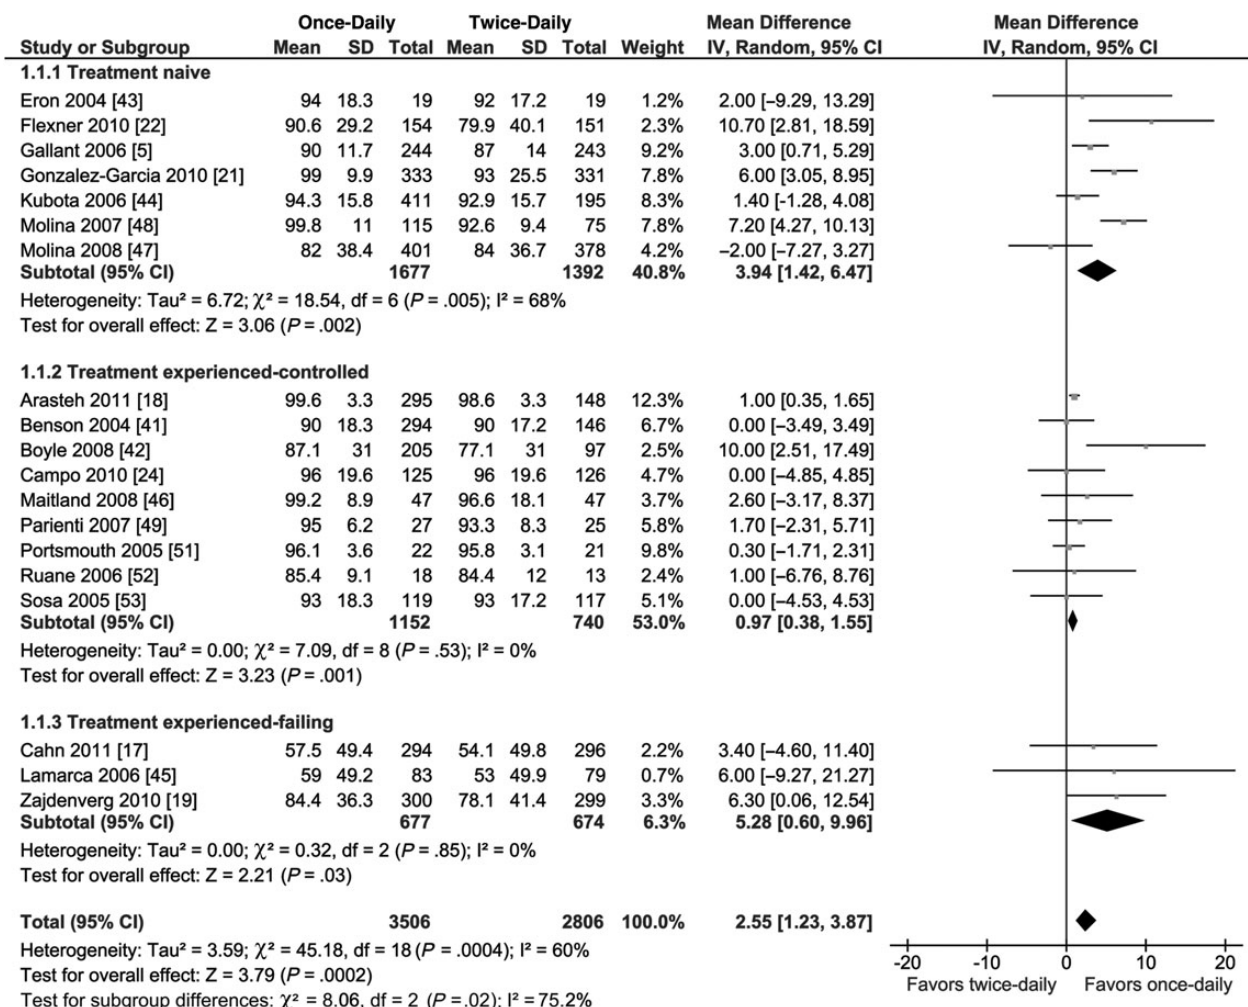 Once-Daily Twice-Daily Mean Difference Mean Difference
Study or Subgroup Mean SD Total Mean SD Total Weight IV, Random, 95% CI IV, Random, 95% CI
1.1.1 Treatment naive
Eron 2004 [43] 94 18.3 19 92 17.2 19 1.2% 2.00 [–9.29, 13.29]
Flexner 2010 [22] 90.6 29.2 154 79.9 40.1 151 2.3% 10.70 [2.81, 18.59]
Gallant 2006 [5] 90 11.7 244 87 14 243 9.2% 3.00 [0.71, 5.29]
Gonzalez-Garcia 2010 [21] 99 9.9 333 93 25.5 331 7.8% 6.00 [3.05, 8.95]
Kubota 2006 [44] 94.3 15.8 411 92.9 15.7 195 8.3% 1.40 [-1.28, 4.08]
Molina 2007 [48] 99.8 11 115 92.6 9.4 75 7.8% 7.20 [4.27, 10.13]
Molina 2008 [47] 82 38.4 401 84 36.7 378 4.2% –2.00 [–7.27, 3.27]
Subtotal (95% CI) 1677 1392 40.8% 3.94 [1.42, 6.47]
Heterogeneity: Tau² = 6.72; χ² = 18.54, df = 6 (P = .005); I² = 68%
Test for overall effect: Z = 3.06 (P = .002)
1.1.2 Treatment experienced-controlled
Arasteh 2011 [18] 99.6 3.3 295 98.6 3.3 148 12.3% 1.00 [0.35, 1.65]
Benson 2004 [41] 90 18.3 294 90 17.2 146 6.7% 0.00 [–3.49, 3.49]
Boyle 2008 [42] 87.1 31 205 77.1 31 97 2.5% 10.00 [2.51, 17.49]
Campo 2010 [24] 96 19.6 125 96 19.6 126 4.7% 0.00 [–4.85, 4.85]
Maitland 2008 [46] 99.2 8.9 47 96.6 18.1 47 3.7% 2.60 [–3.17, 8.37]
Parienti 2007 [49] 95 6.2 27 93.3 8.3 25 5.8% 1.70 [–2.31, 5.71]
Portsmouth 2005 [51] 96.1 3.6 22 95.8 3.1 21 9.8% 0.30 [–1.71, 2.31]
Ruane 2006 [52] 85.4 9.1 18 84.4 12 13 2.4% 1.00 [–6.76, 8.76]
Sosa 2005 [53] 93 18.3 119 93 17.2 117 5.1% 0.00 [–4.53, 4.53]
Subtotal (95% CI) 1152 740 53.0% 0.97 [0.38, 1.55]
Heterogeneity: Tau² = 0.00; χ² = 7.09, df = 8 (P = .53); I² = 0%
Test for overall effect: Z = 3.23 (P = .001)
1.1.3 Treatment experienced-failing
Cahn 2011 [17] 57.5 49.4 294 54.1 49.8 296 2.2% 3.40 [–4.60, 11.40]
Lamarca 2006 [45] 59 49.2 83 53 49.9 79 0.7% 6.00 [–9.27, 21.27]
Zajdenverg 2010 [19] 84.4 36.3 300 78.1 41.4 299 3.3% 6.30 [0.06, 12.54]
Subtotal (95% CI) 677 674 6.3% 5.28 [0.60, 9.96]
Heterogeneity: Tau² = 0.00; χ² = 0.32, df = 2 (P = .85); I² = 0%
Test for overall effect: Z = 2.21 (P = .03)
Total (95% CI) 3506 2806 100.0% 2.55 [1.23, 3.87]
Heterogeneity: Tau² = 3.59; χ² = 45.18, df = 18 (P = .0004); I² = 60%
-20 -10 0 10 20
Test for overall effect: Z = 3.79 (P = .0002)
Favors twice-daily Favors once-daily
Test for subgroup differences: χ² = 8.06, df = 2 (P = .02); I² = 75.2%